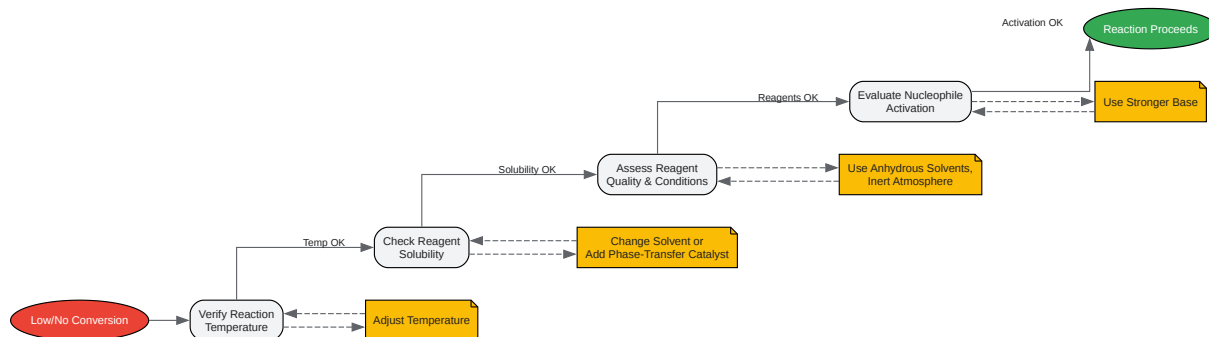 Activation OK
Reaction Proceeds
Reagents OK
Evaluate Nucleophile
Activation
Use Stronger Base
Solubility OK
Assess Reagent
Quality & Conditions
Use Anhydrous Solvents,
Inert Atmosphere
Temp OK
Check Reagent
Solubility
Change Solvent or
Add Phase-Transfer Catalyst
Low/No Conversion
Verify Reaction
Temperature
Adjust Temperature